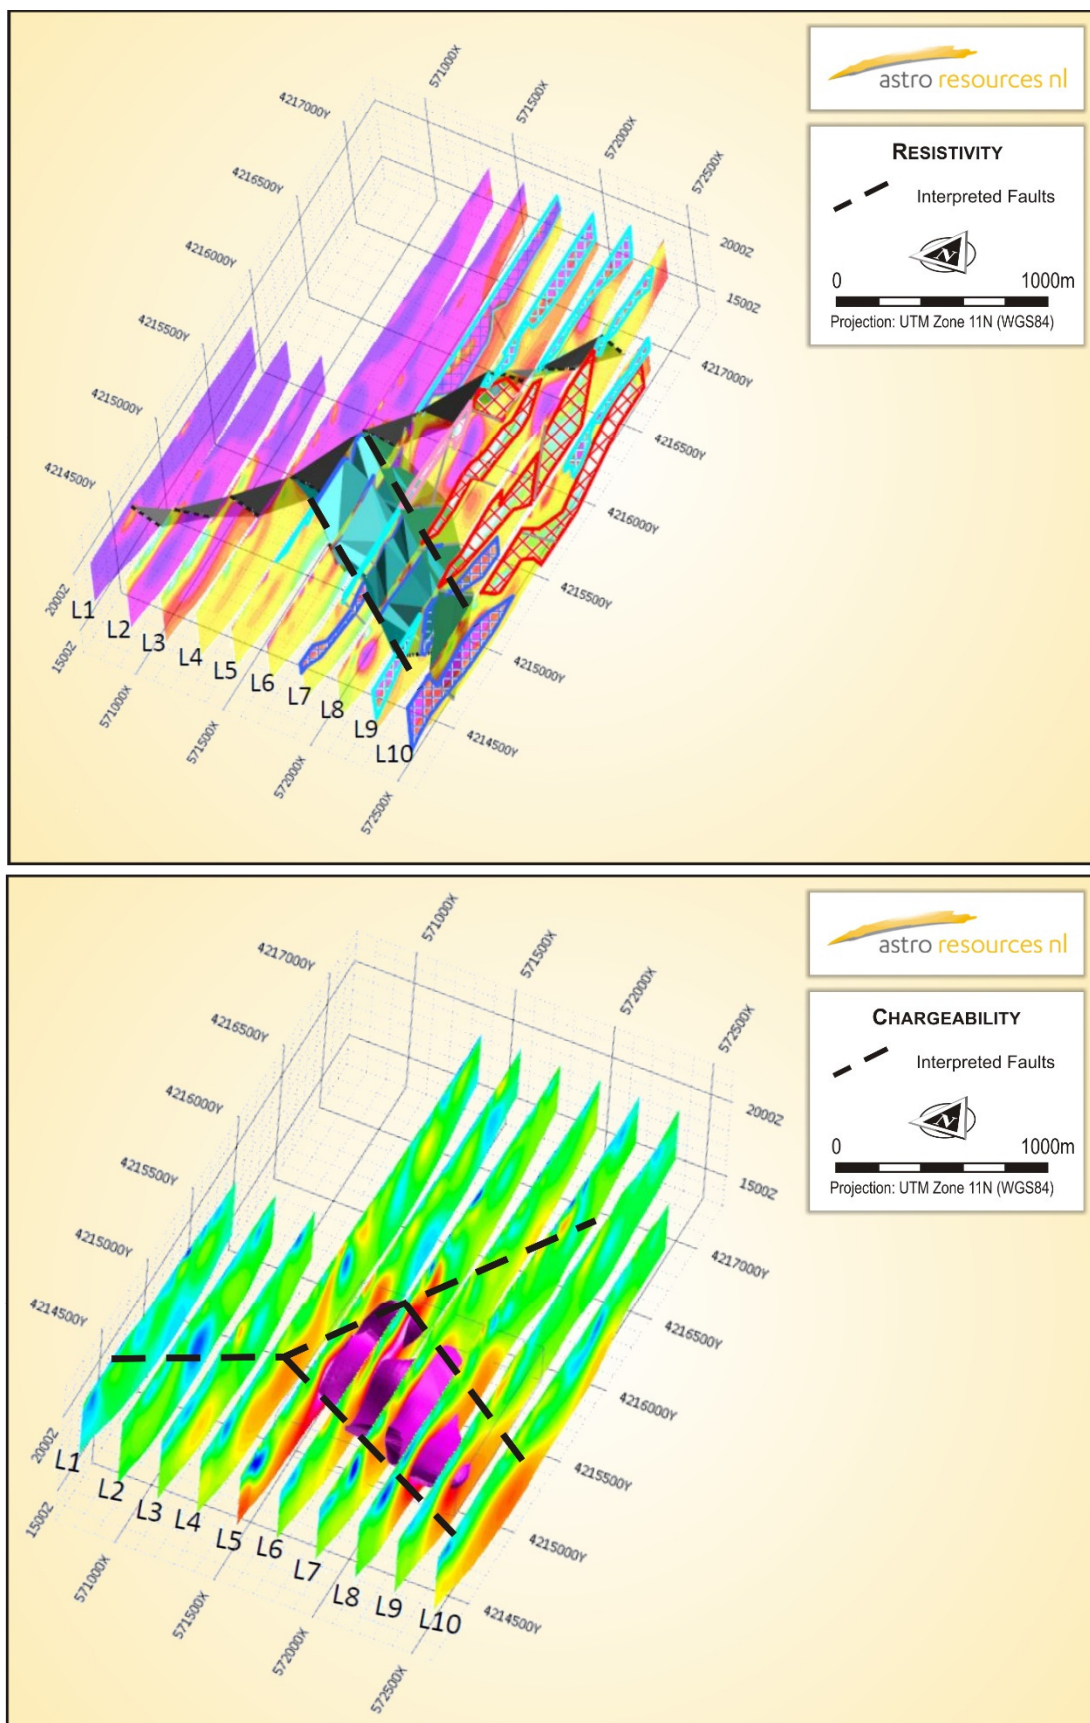 astro resources nl
RESISTIVITY
Interpreted Faults
N
0 1000m
Projection: UTM Zone 11N (WGS84)
571000X
571500X
572000X
572500X
4217000Y
4216500Y
4216000Y
4215500Y
4215000Y
4214500Y
2000Z
1500Z
2000Z
1500Z
4217000Y
4216500Y
4216000Y
4215500Y
4215000Y
4214500Y
571000X
571500X
572000X
572500X
L1
L2
L3
L4
L5
L6
L7
L8
L9
L10
astro resources nl
CHARGEABILITY
Interpreted Faults
N
0 1000m
Projection: UTM Zone 11N (WGS84)
571000X
571500X
572000X
572500X
4217000Y
4216500Y
4216000Y
4215500Y
4215000Y
4214500Y
2000Z
1500Z
2000Z
1500Z
4217000Y
4216500Y
4216000Y
4215500Y
4215000Y
4214500Y
571000X
571500X
572000X
572500X
L1
L2
L3
L4
L5
L6
L7
L8
L9
L10